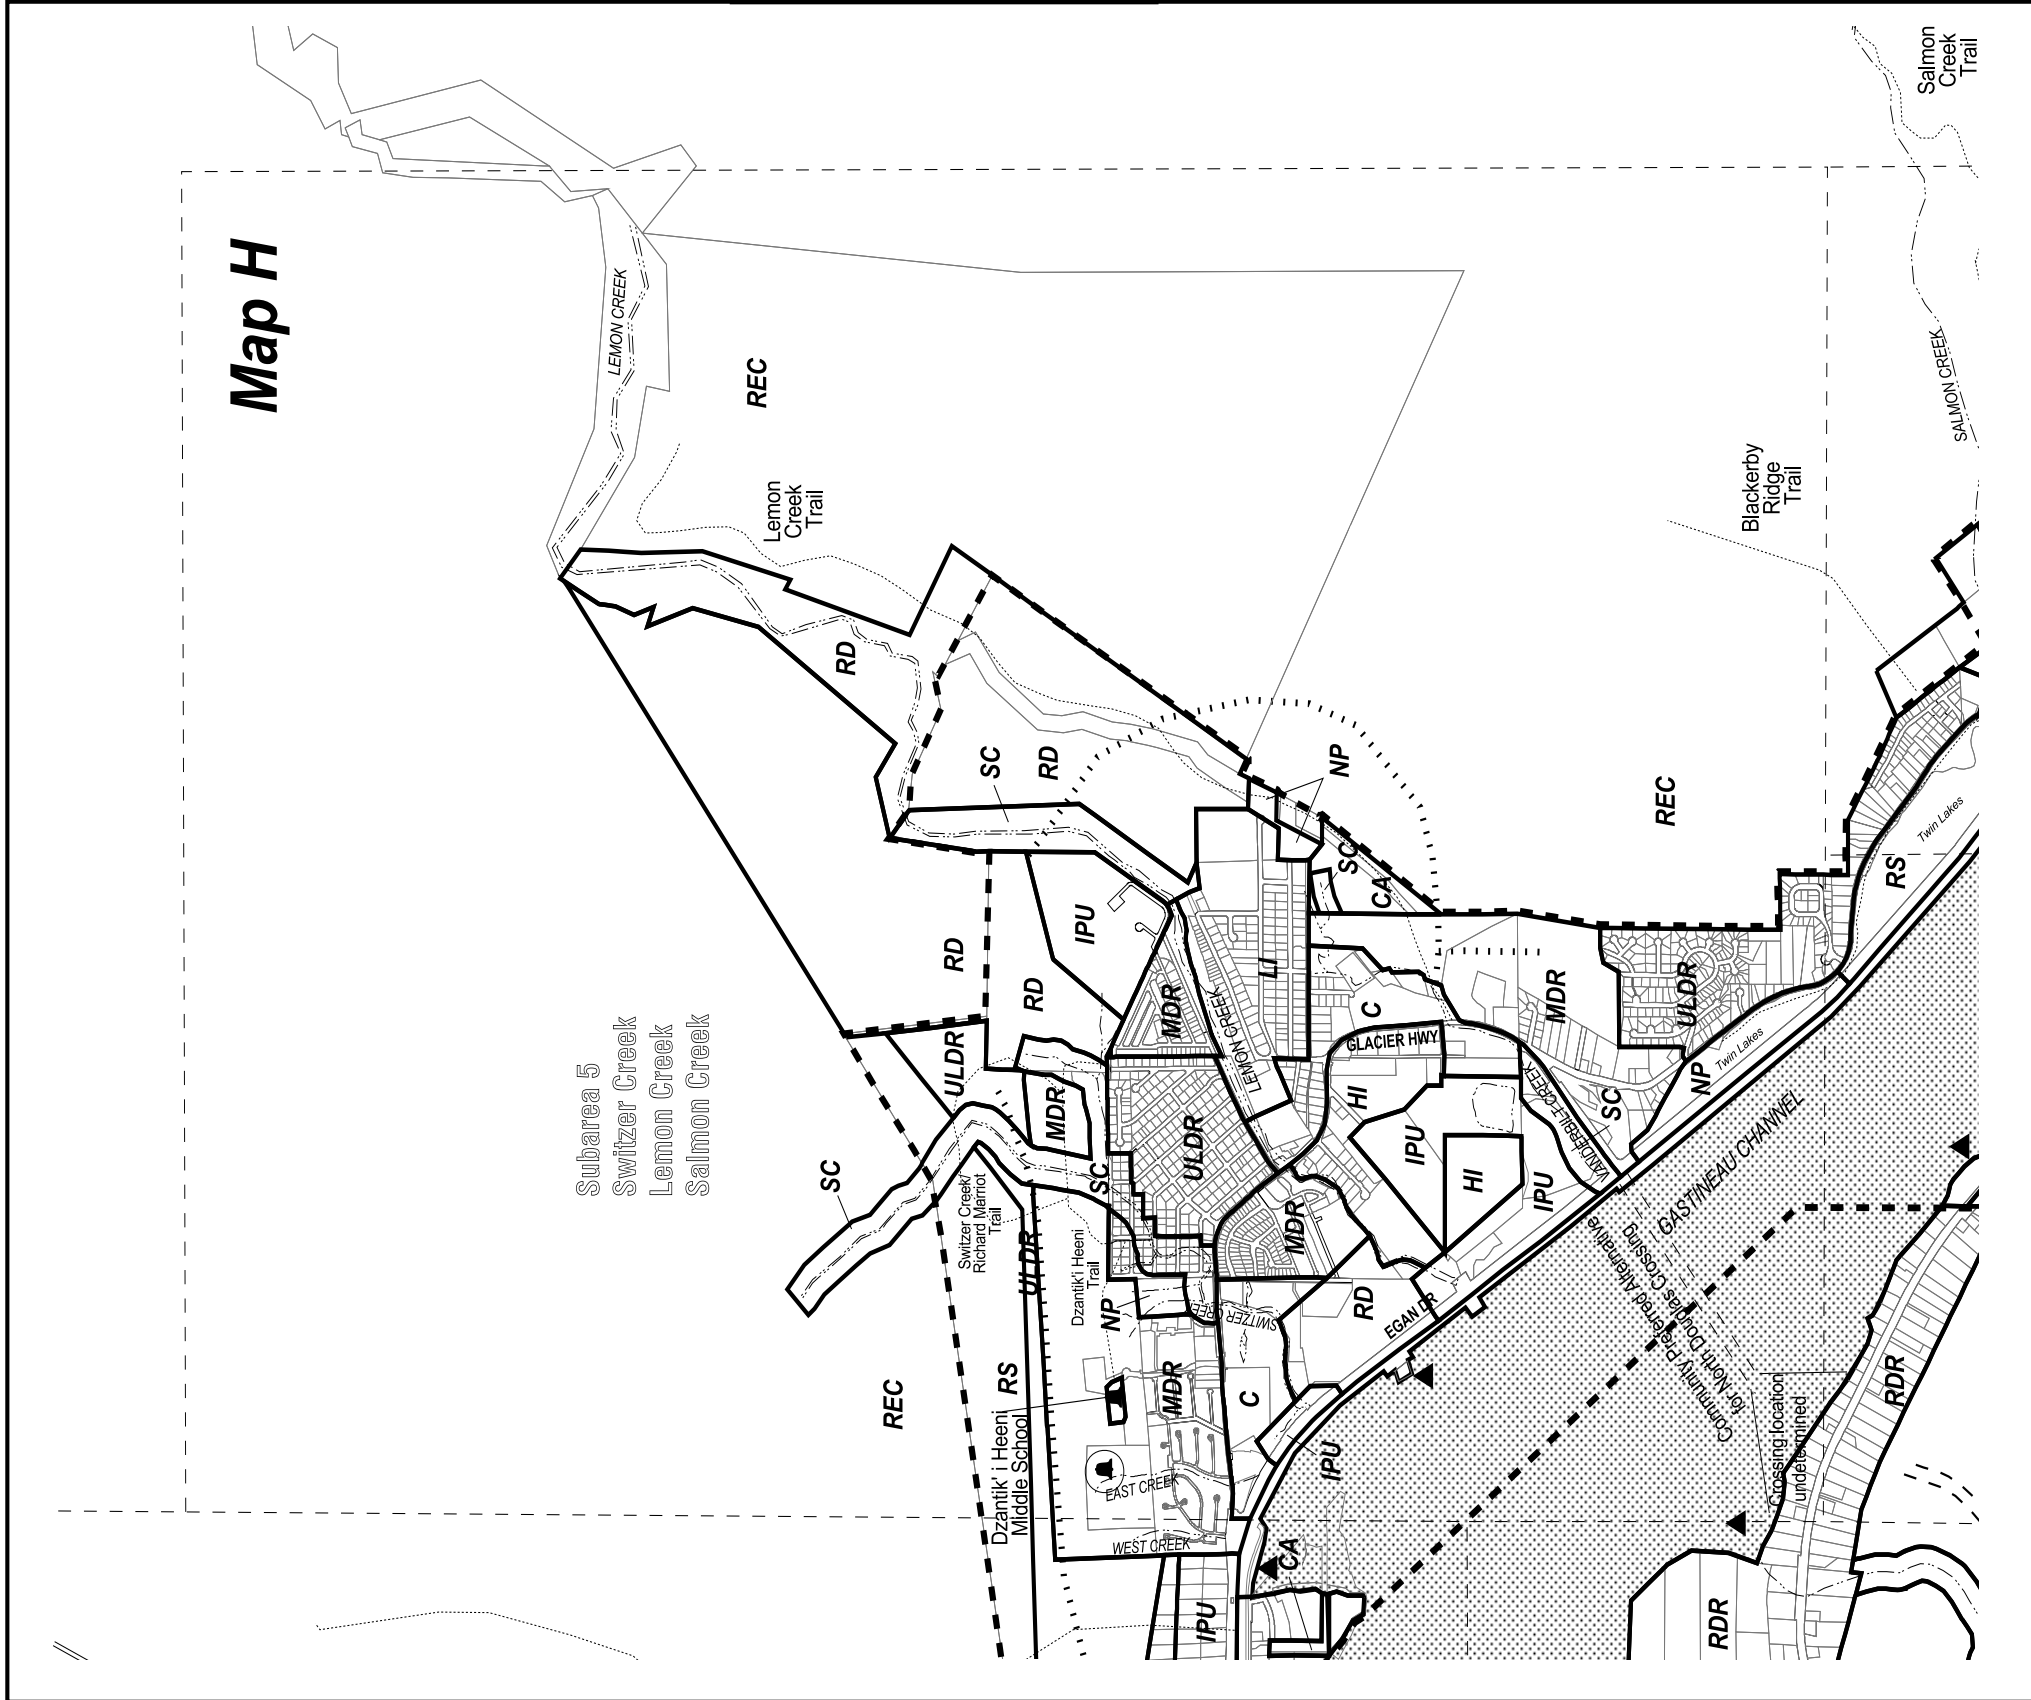 Map H
Subarea 5
Switzer Creek
Lemon Creek
Salmon Creek
LEMON CREEK
REC
Lemon
Creek
Trail
Salmon
Creek
Trail
SALMON CREEK
Blackerby
Ridge
Trail
RD
SC
RD
NP
REC
RD
IPU
RD
SC
CA
LI
MDR
LEMON CREEK
C
GLACIER HWY
MDR
ULDR
RS
Twin Lakes
Twin Lakes
NP
ULDR
MDR
SC
Switzer Creek/
Richard Marriot
Trail
ULDR
SC
ULDR
HI
IPU
HI
IPU
VANDERBILT CREEK
SC
GASTINEAU CHANNEL
Community Preferred Alternative
for North Douglas Crossing
Crossing location
undetermined
MDR
RD
EGAN DR
Dzantik'i Heeni
Trail
NP
SWITZER CREE
REC
RS
Dzantik' i Heeni
Middle School
MDR
C
IPU
EAST CREEK
WEST CREEK
CA
IPU
RDR
RDR